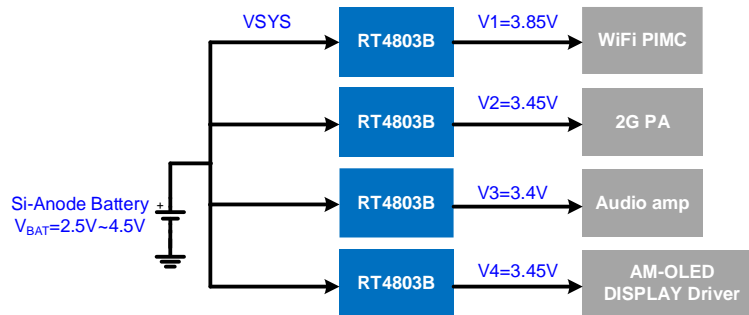 VSYS
RT4803B
V1=3.85V
WiFi PIMC
RT4803B
V2=3.45V
2G PA
Si-Anode Battery
+
VBAT=2.5V~4.5V
RT4803B
V3=3.4V
Audio amp
RT4803B
V4=3.45V
AM-OLED
DISPLAY Driver